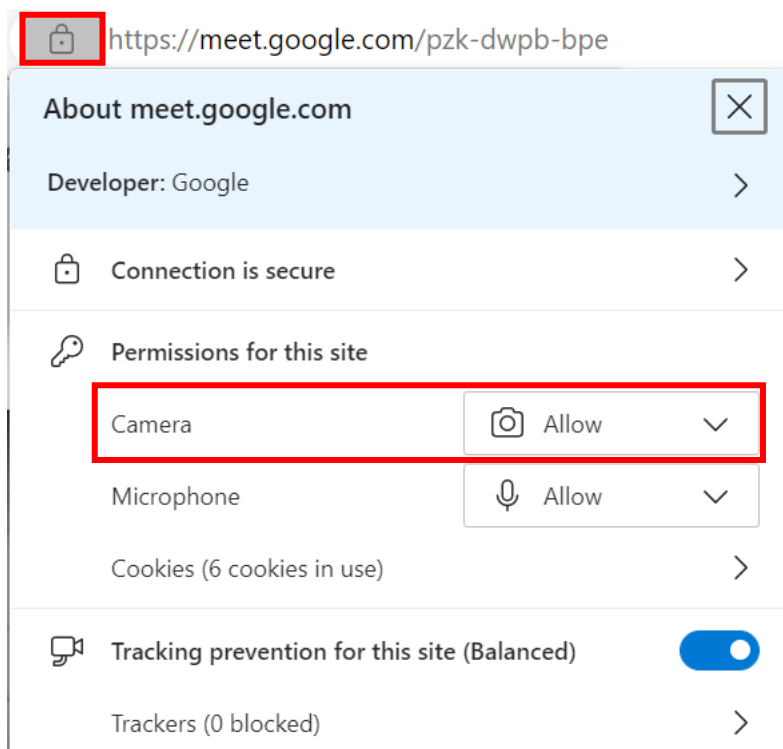 https://meet.google.com/pzk-dwpb-bpe
About meet.google.com
Developer: Google
Connection is secure
Permissions for this site
Camera Allow
Microphone Allow
Cookies (6 cookies in use)
Tracking prevention for this site (Balanced)
Trackers (0 blocked)